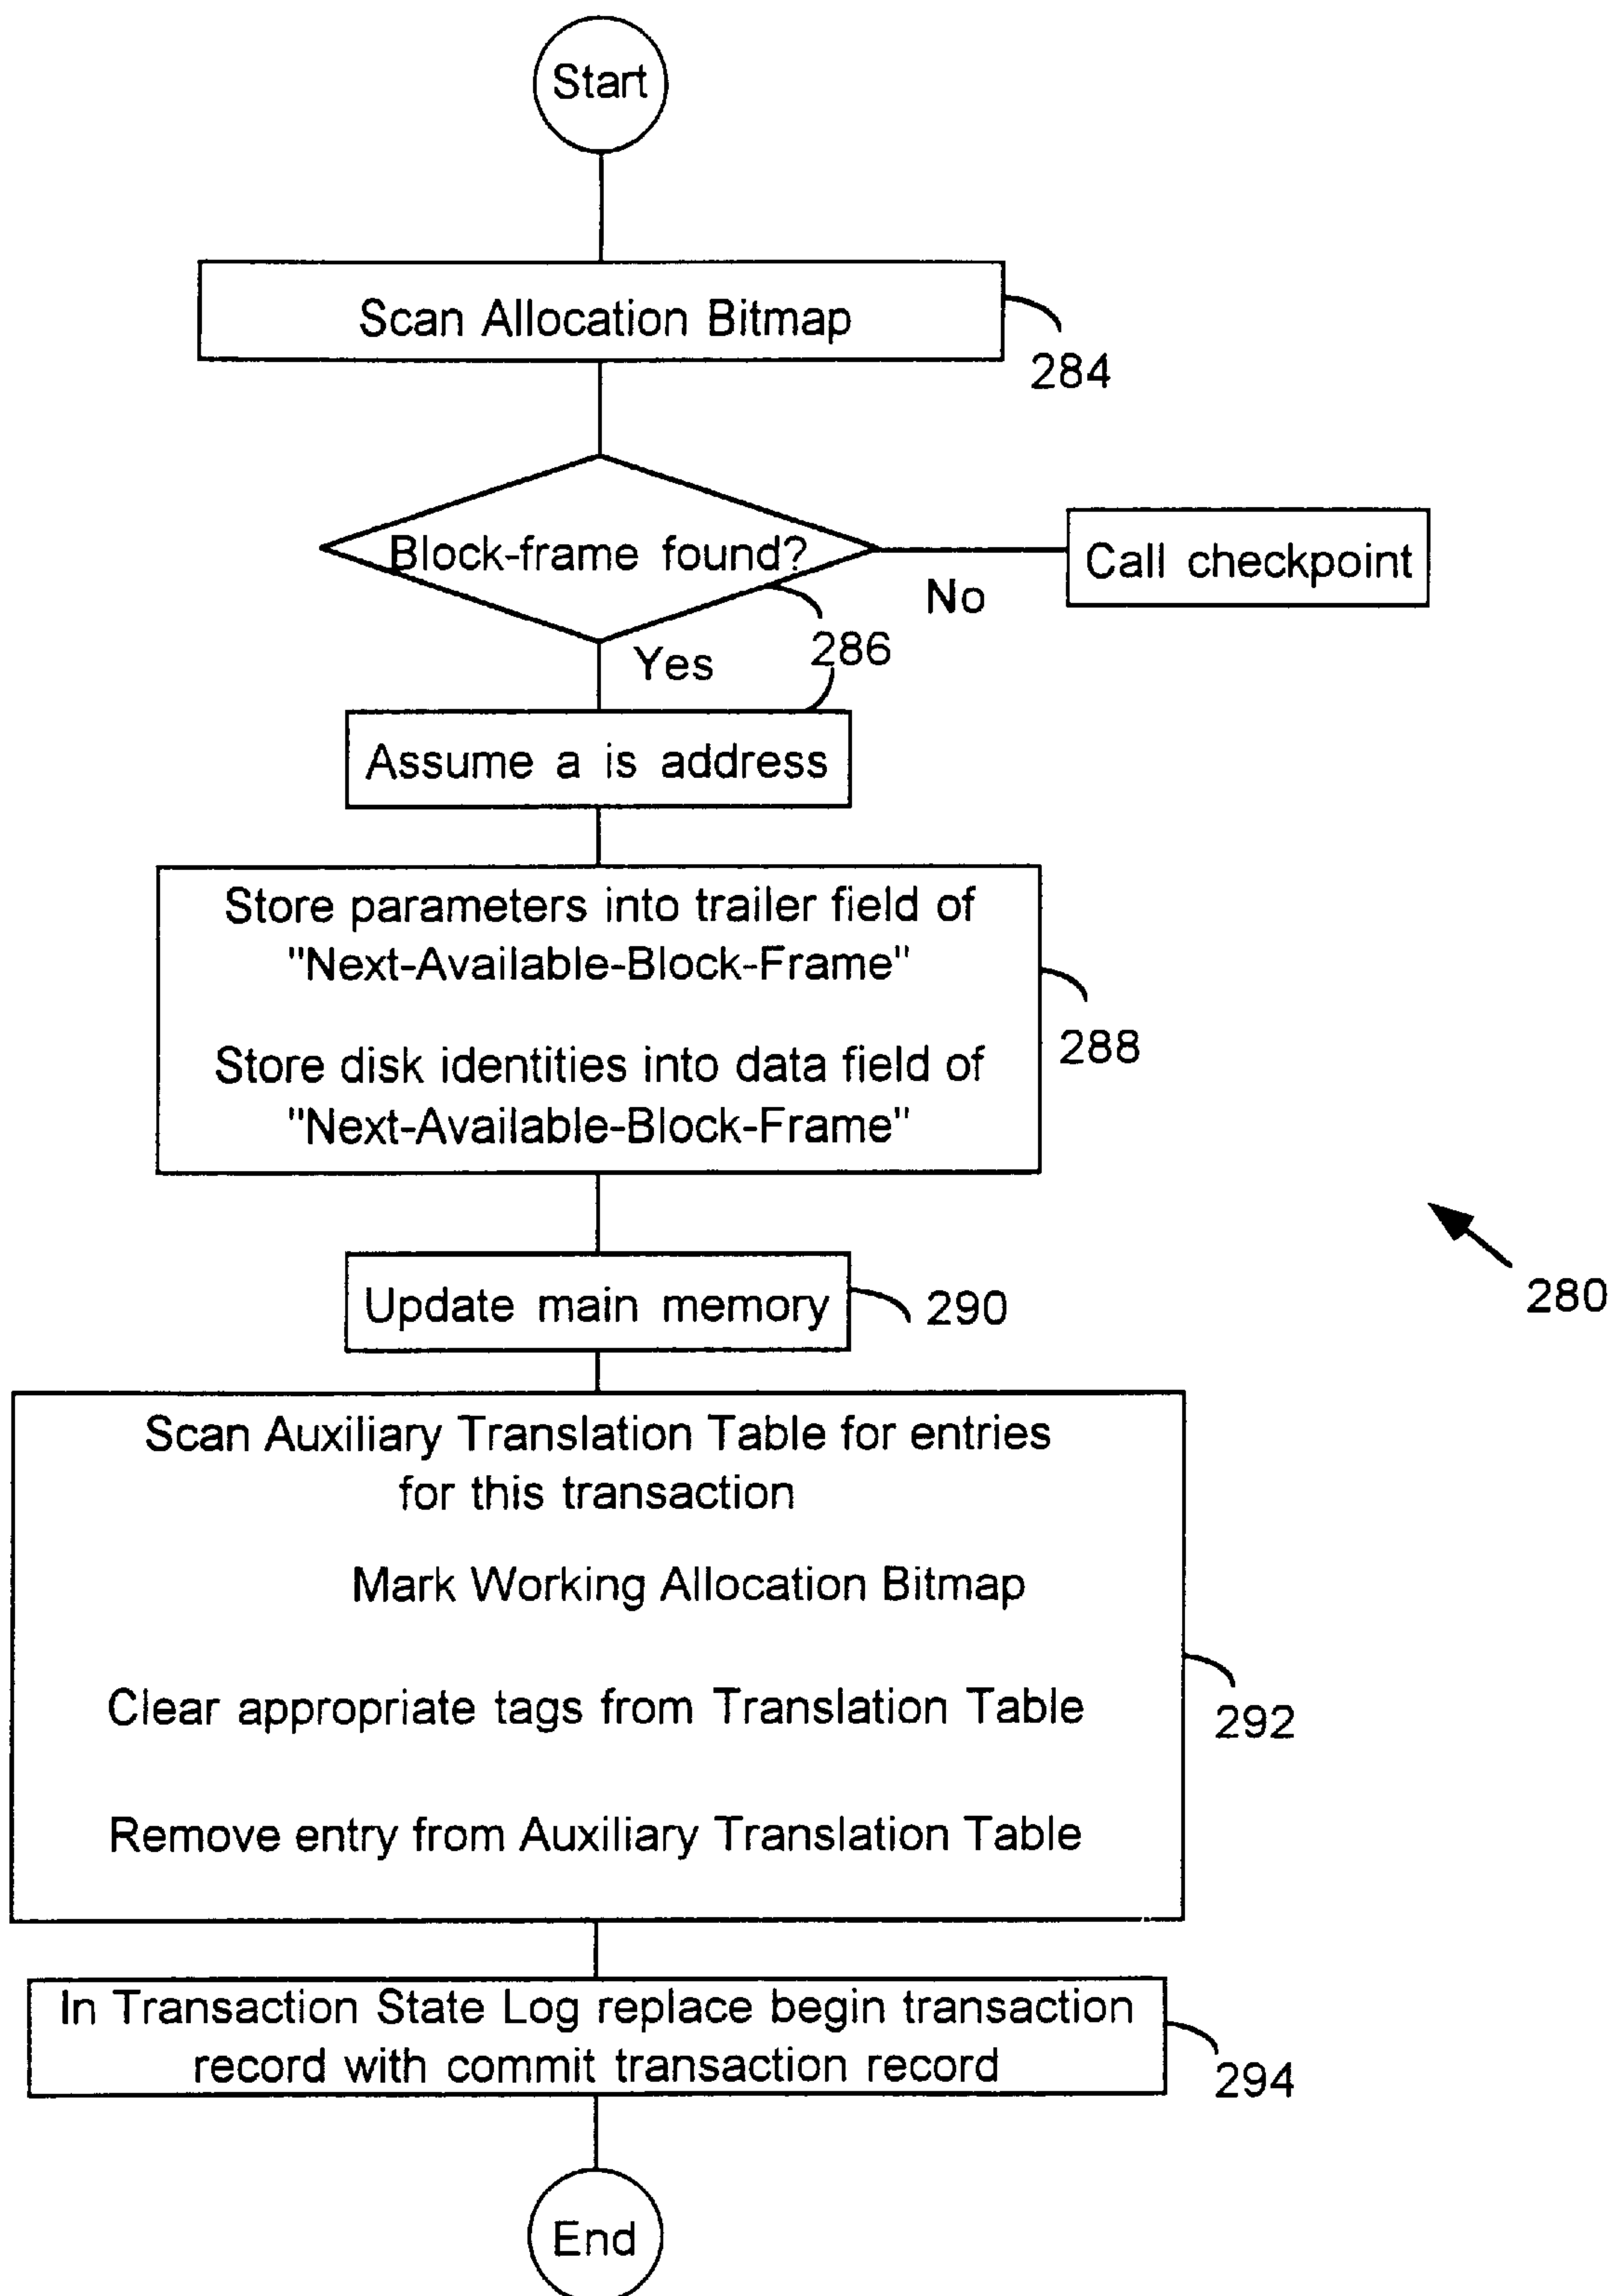 Start
Scan Allocation Bitmap
284
Block-frame found?
Call checkpoint
No
286
Yes
Assume a is address
Store parameters into trailer field of
"Next-Available-Block-Frame"
288
Store disk identities into data field of
"Next-Available-Block-Frame"
280
Update main memory
290
Scan Auxiliary Translation Table for entries
for this transaction
Mark Working Allocation Bitmap
Clear appropriate tags from Translation Table
292
Remove entry from Auxiliary Translation Table
In Transaction State Log replace begin transaction
record with commit transaction record
294
End